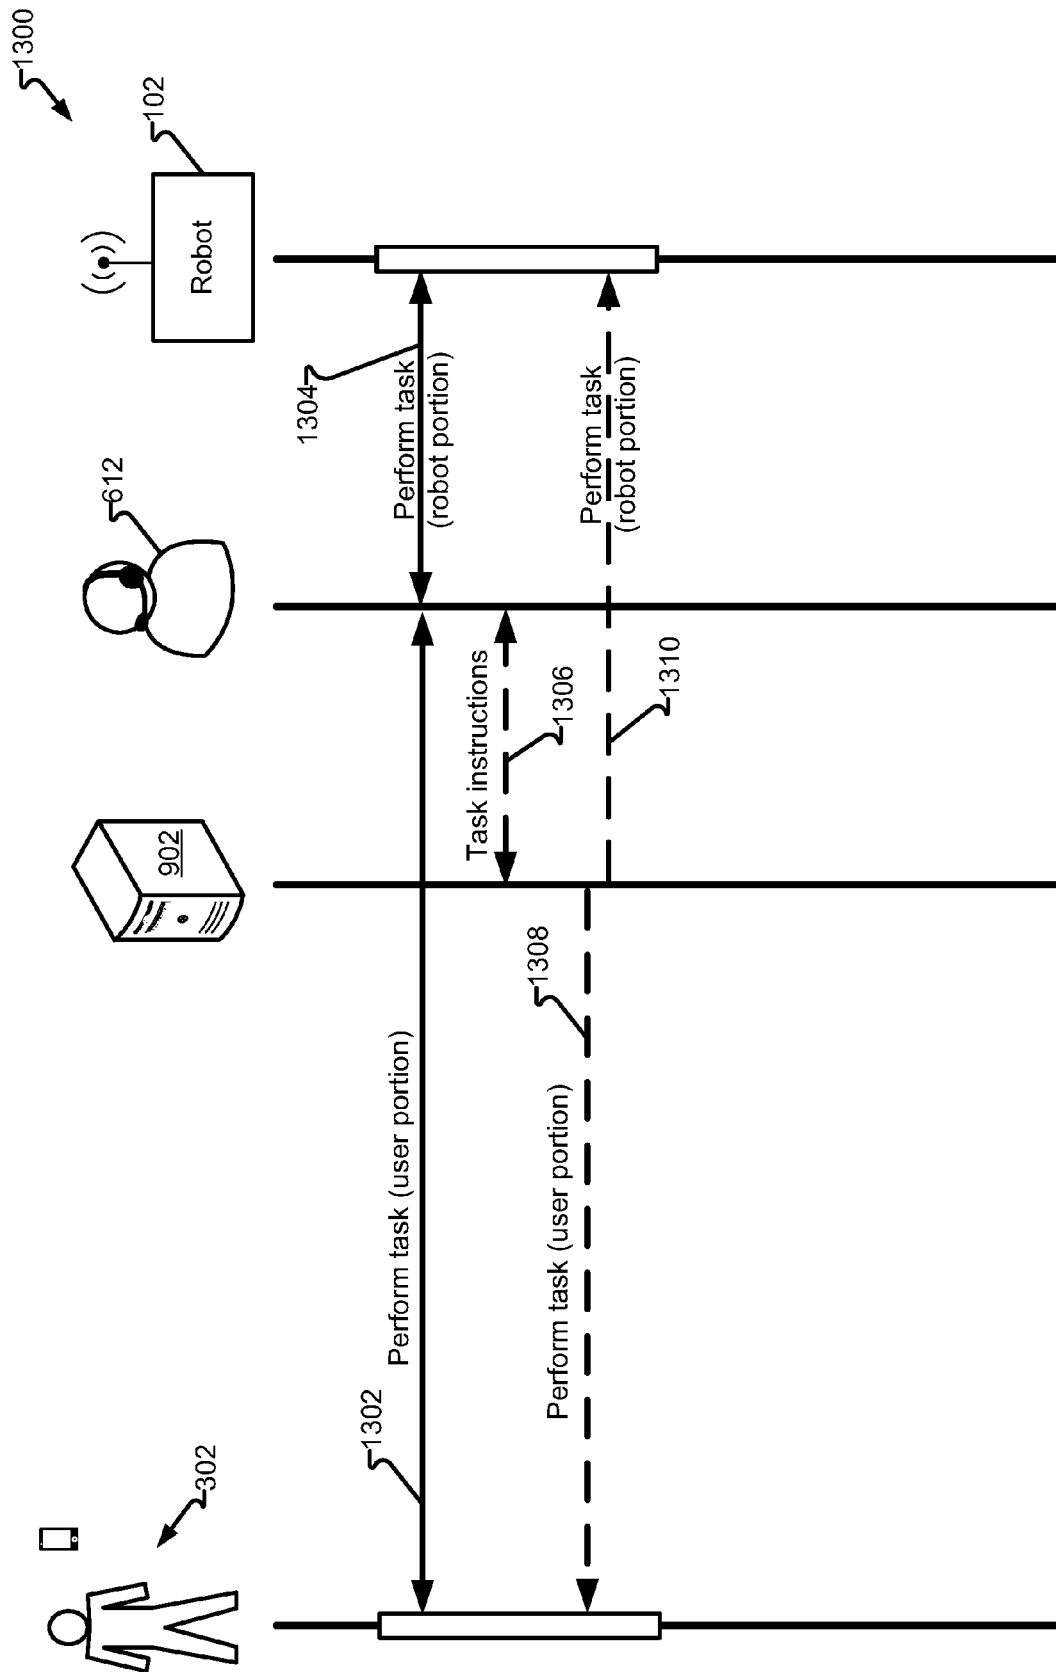 1300
302
902
612
102
Robot
1302
Perform task (user portion)
1304
Perform task
(robot portion)
Task instructions
1306
Perform task (user portion)
1308
Perform task
(robot portion)
1310